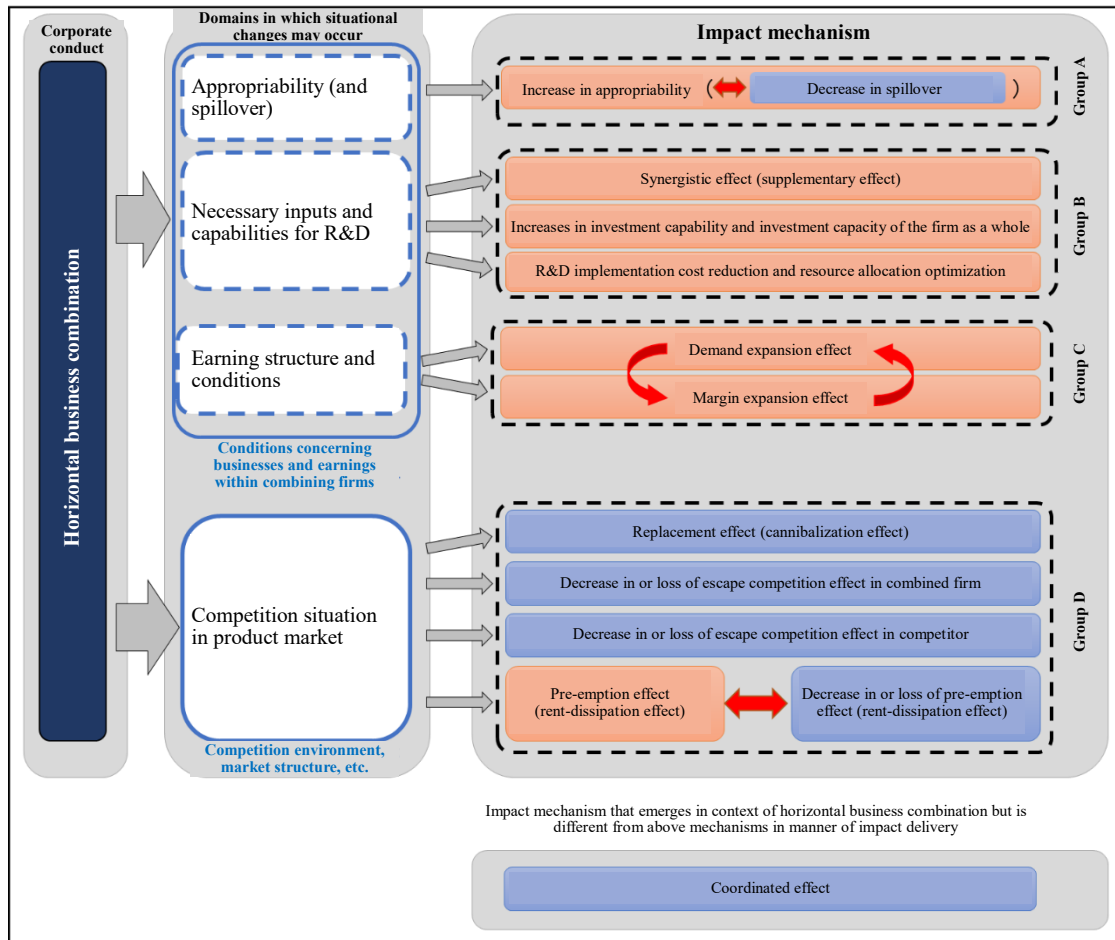 Corporate
conduct
Horizontal business combination
Domains in which situational
changes may occur
Appropriability (and
spillover)
Necessary inputs and
capabilities for R&D
Earning structure and
conditions
Conditions concerning
businesses and earnings
within combining firms
Competition situation
in product market
Competition environment,
market structure, etc.
Impact mechanism
Increase in appropriability ( Decrease in spillover )
Group A
Synergistic effect (supplementary effect)
Increases in investment capability and investment capacity of the firm as a whole
R&D implementation cost reduction and resource allocation optimization
Group B
Demand expansion effect
Margin expansion effect
Group C
Replacement effect (cannibalization effect)
Decrease in or loss of escape competition effect in combined firm
Decrease in or loss of escape competition effect in competitor
Pre-emption effect
(rent-dissipation effect)
Decrease in or loss of pre-emption
effect (rent-dissipation effect)
Group D
Impact mechanism that emerges in context of horizontal business combination but is
different from above mechanisms in manner of impact delivery
Coordinated effect